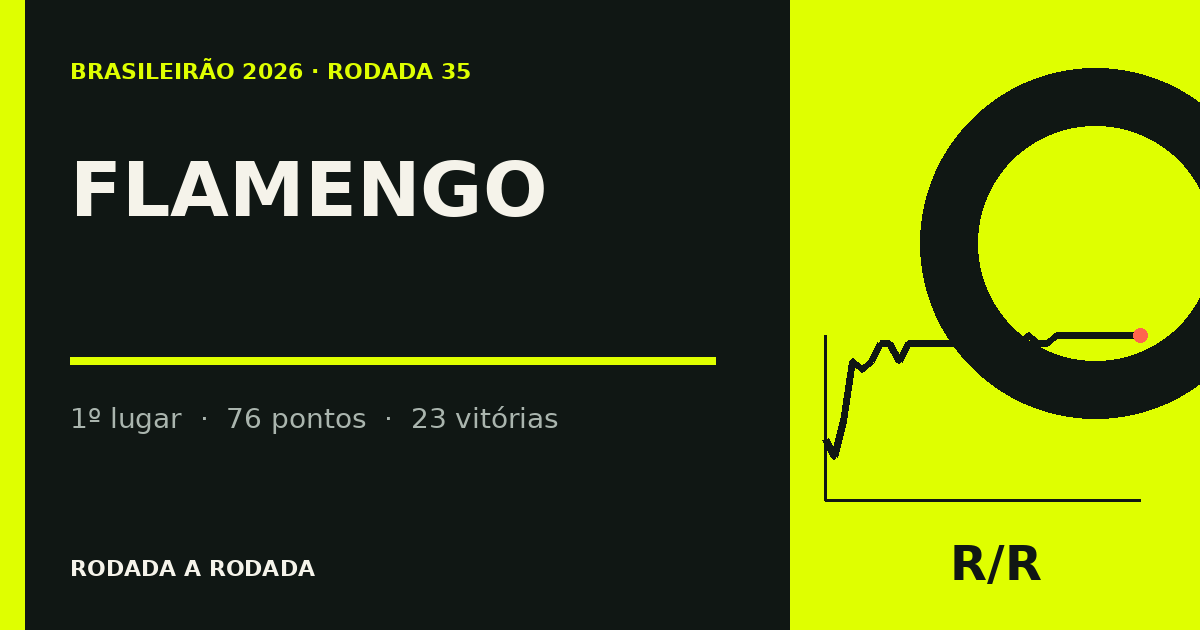 BRASILEIRÃO 2026 · RODADA 35
FLAMENGO
1º lugar · 76 pontos · 23 vitórias
RODADA A RODADA
R/R